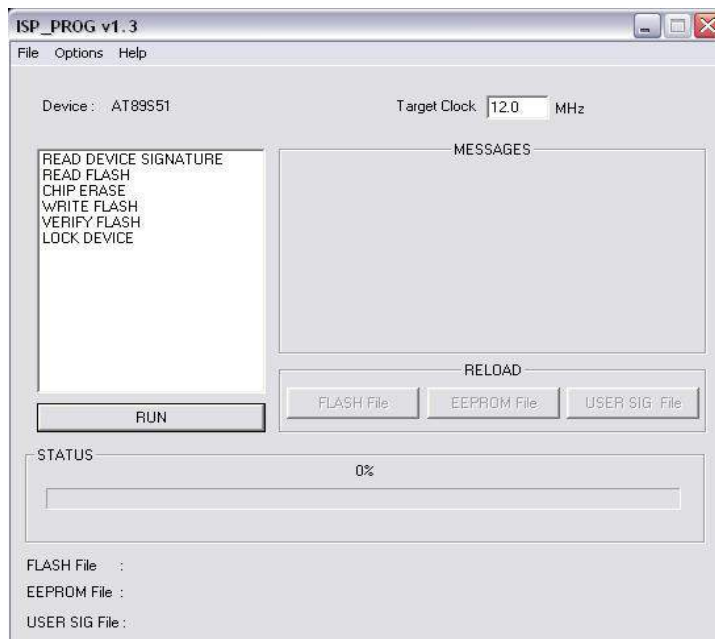 ISP_PROG v1.3
File Options Help
Device : AT89S51
Target Clock 12.0 MHz
READ DEVICE SIGNATURE
READ FLASH
CHIP ERASE
WRITE FLASH
VERIFY FLASH
LOCK DEVICE
RUN
MESSAGES
RELOAD
FLASH File EEPROM File USER SIG File
STATUS
0%
FLASH File :
EEPROM File :
USER SIG File :